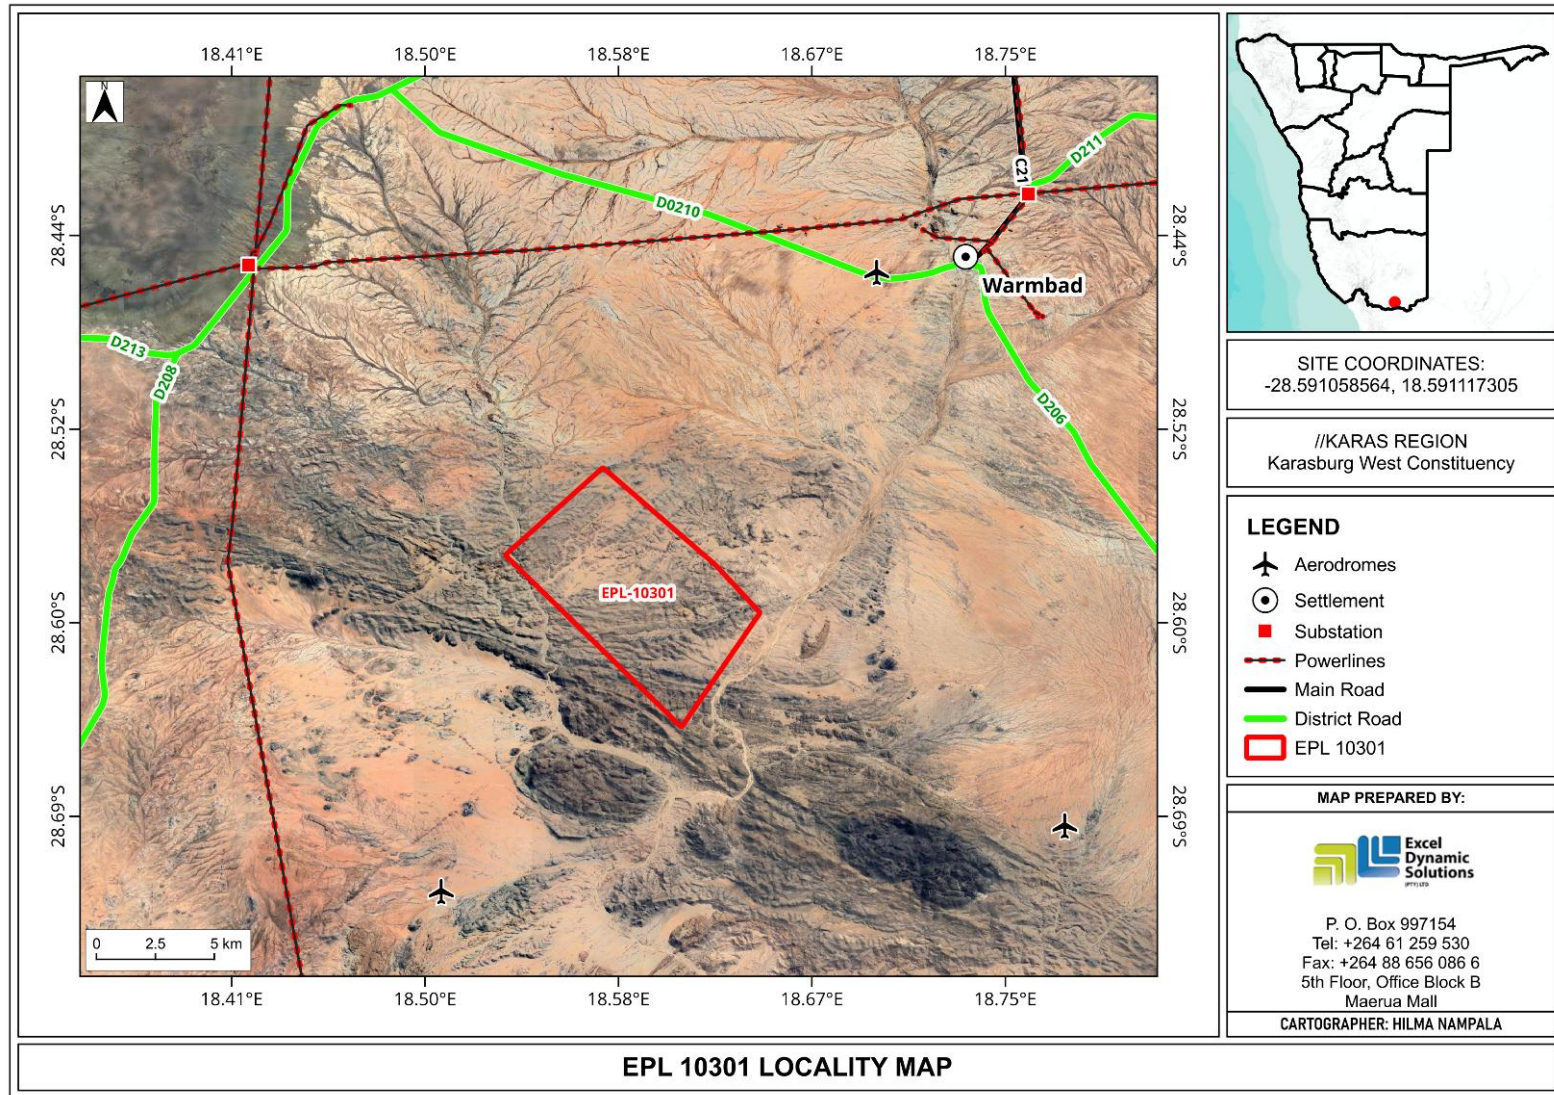 18.41°E 18.50°E 18.58°E 18.67°E 18.75°E
N
C21
D211
D0210
28.44°S
28.44°S
Warmbad
D213
D208
D206
28.52°S
28.52°S
EPL-10301
28.60°S
28.60°S
28.69°S
28.69°S
0 2.5 5 km
18.41°E 18.50°E 18.58°E 18.67°E 18.75°E
SITE COORDINATES:
-28.591058564, 18.591117305
//KARAS REGION
Karasburg West Constituency
LEGEND
Aerodromes
Settlement
Substation
Powerlines
Main Road
District Road
EPL 10301
MAP PREPARED BY:
Excel
Dynamic
Solutions
(PTY) LTD
P. O. Box 997154
Tel: +264 61 259 530
Fax: +264 88 656 086 6
5th Floor, Office Block B
Maerua Mall
CARTOGRAPHER: HILMA NAMPALA
EPL 10301 LOCALITY MAP